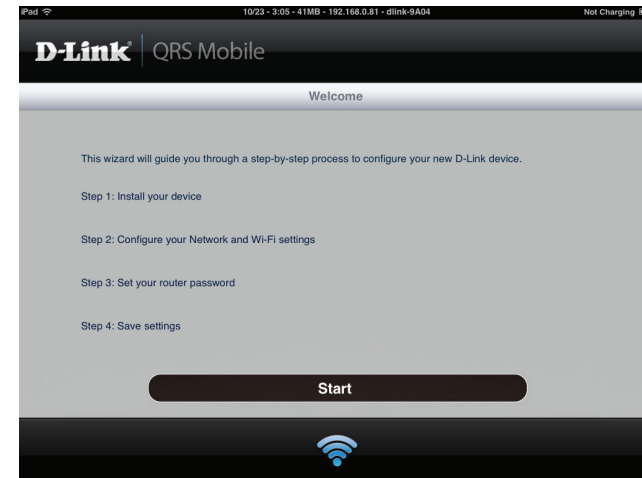 iPad 10/23 - 3:05 - 41MB - 192.168.0.81 - dlink-9A04 Not Charging
D-Link® QRS Mobile
Welcome
This wizard will guide you through a step-by-step process to configure your new D-Link device.
Step 1: Install your device
Step 2: Configure your Network and Wi-Fi settings
Step 3: Set your router password
Step 4: Save settings
Start